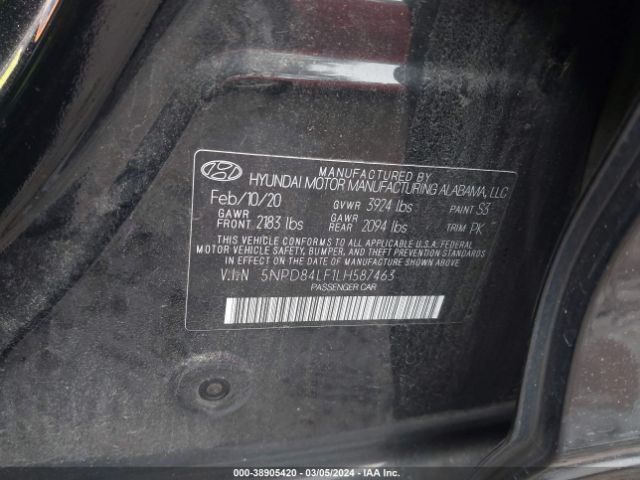 MANUFACTURED BY
HYUNDAI MOTOR MANUFACTURING ALABAMA, LLC
Feb/10/20 GVWR 3924 lbs PAINT S3
GAWR FRONT 2183 lbs GAWR REAR 2094 lbs TRIM PK
THIS VEHICLE CONFORMS TO ALL APPLICABLE U.S.A. FEDERAL
MOTOR VEHICLE SAFETY, BUMPER, AND THEFT PREVENTION STANDARDS
IN EFFECT ON THE DATE OF MANUFACTURE SHOWN ABOVE.
V.I.N 5NPD84LF1LH587463
PASSENGER CAR
000-38905420 - 03/05/2024 - IAA Inc.